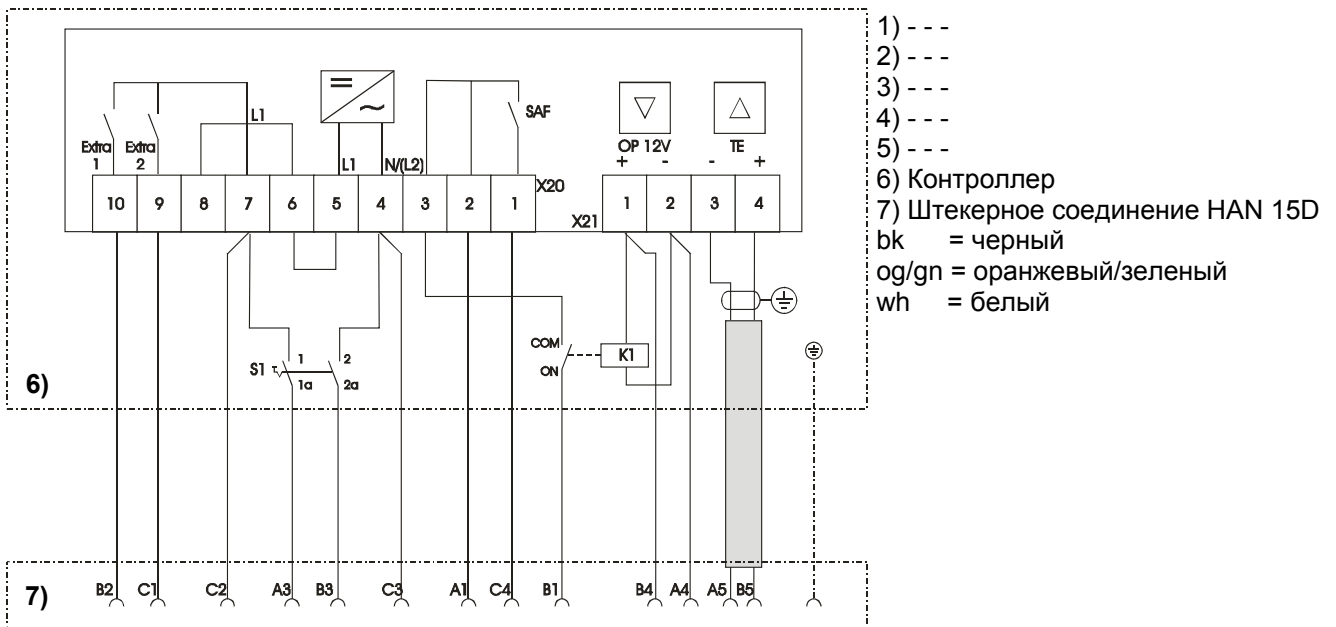 1) - - -
2) - - -
3) - - -
4) - - -
5) - - -
6) Контроллер
7) Штекерное соединение HAN 15D
bk = черный
og/gn = оранжевый/зеленый
wh = белый
L1
SAF
Extra 1
Extra 2
OP 12V
TE
+ - - +
L1
N/(L2)
X20
10 9 8 7 6 5 4 3 2 1
X21
1 2 3 4
COM
K1
S1
1
2
ON
1a
2a
6)
7)
B2 C1 C2 A3 B3 C3 A1 C4 B1 B4 A4 A5 B5